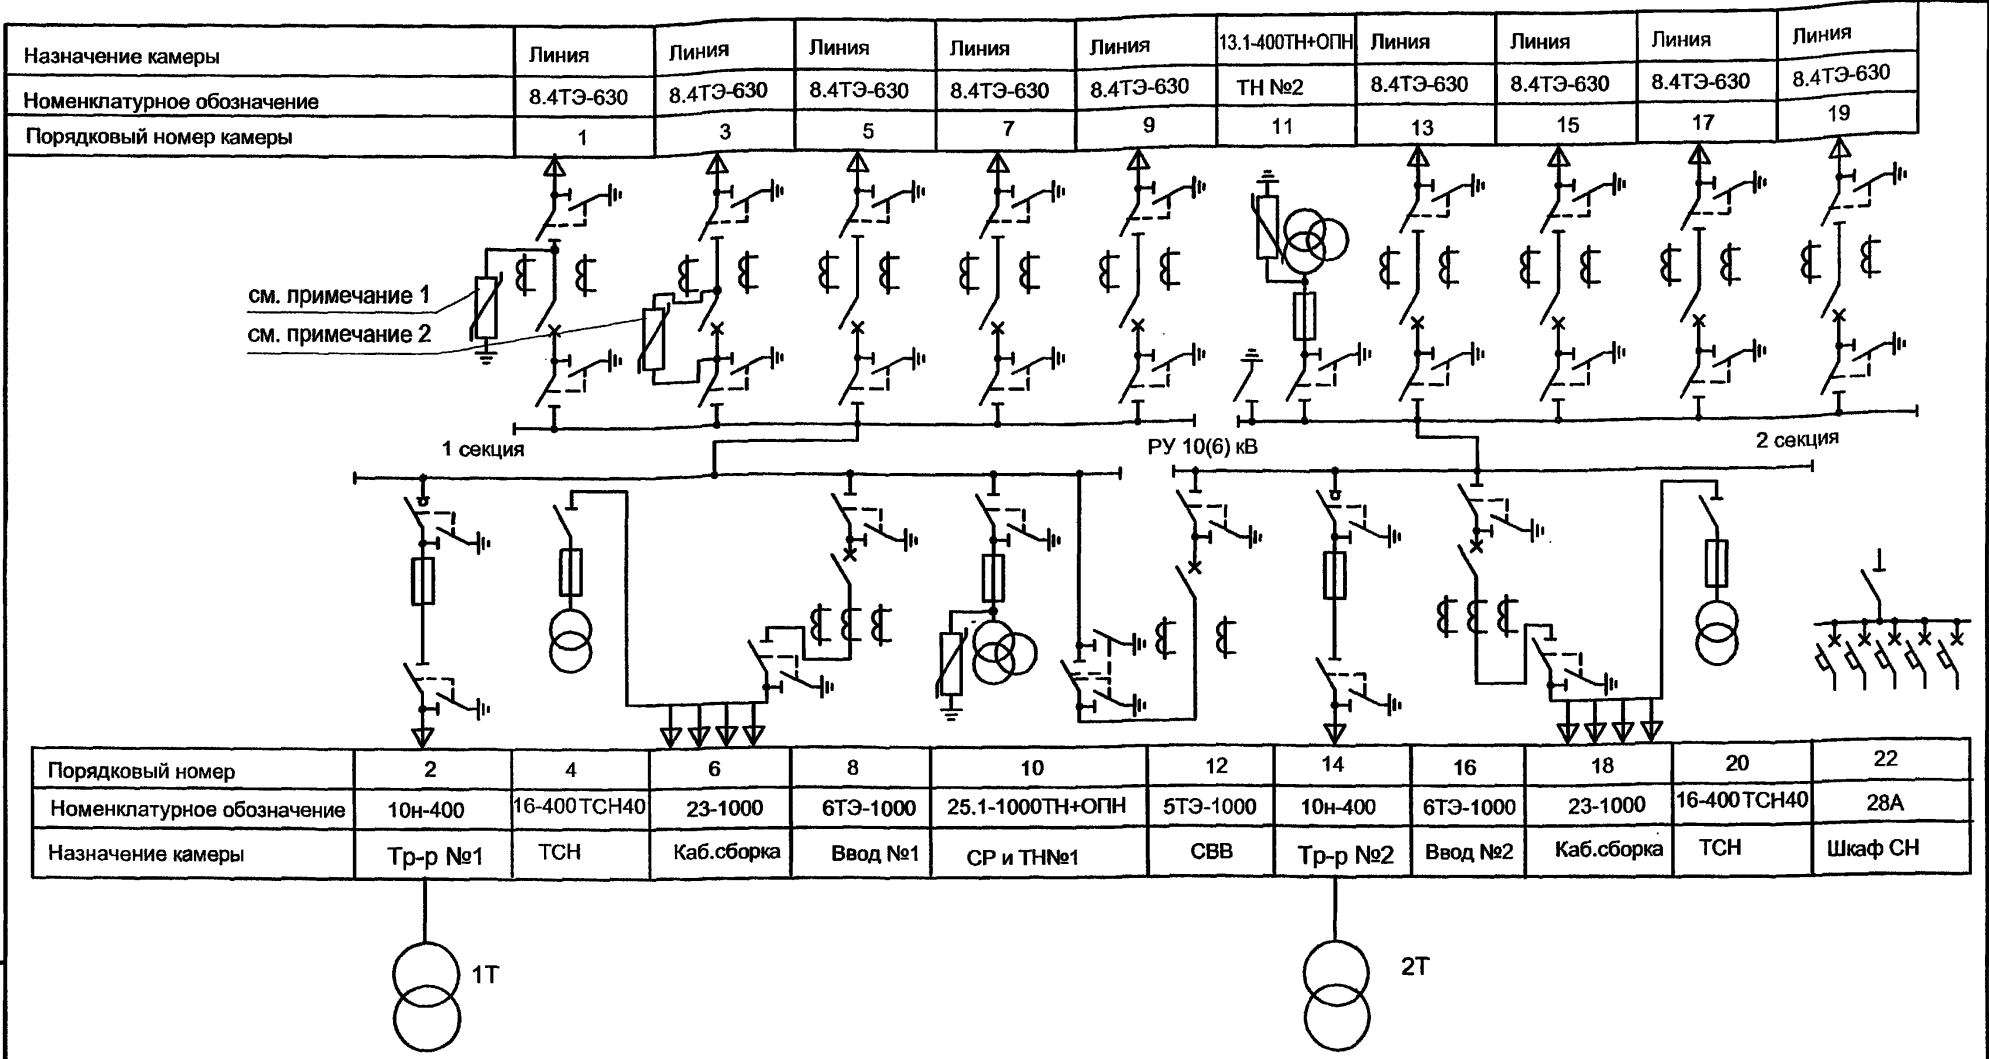 Назначение камеры Линия Линия Линия Линия Линия 13.1-400ТН+ОПН Линия Линия Линия Линия
Номенклатурное обозначение 8.4ТЭ-630 8.4ТЭ-630 8.4ТЭ-630 8.4ТЭ-630 8.4ТЭ-630 ТН №2 8.4ТЭ-630 8.4ТЭ-630 8.4ТЭ-630 8.4ТЭ-630
Порядковый номер камеры 1 3 5 7 9 11 13 15 17 19
см. примечание 1
см. примечание 2
1 секция РУ 10(6) кВ 2 секция
Порядковый номер 2 4 6 8 10 12 14 16 18 20 22
Номенклатурное обозначение 10н-400 16-400ТСН40 23-1000 6ТЭ-1000 25.1-1000ТН+ОПН 5ТЭ-1000 10н-400 6ТЭ-1000 23-1000 16-400ТСН40 28А
Назначение камеры Тр-р №1 ТСН Каб.сборка Ввод №1 СР и ТН№1 СВВ Тр-р №2 Ввод №2 Каб.сборка ТСН Шкаф СН
1Т 2Т